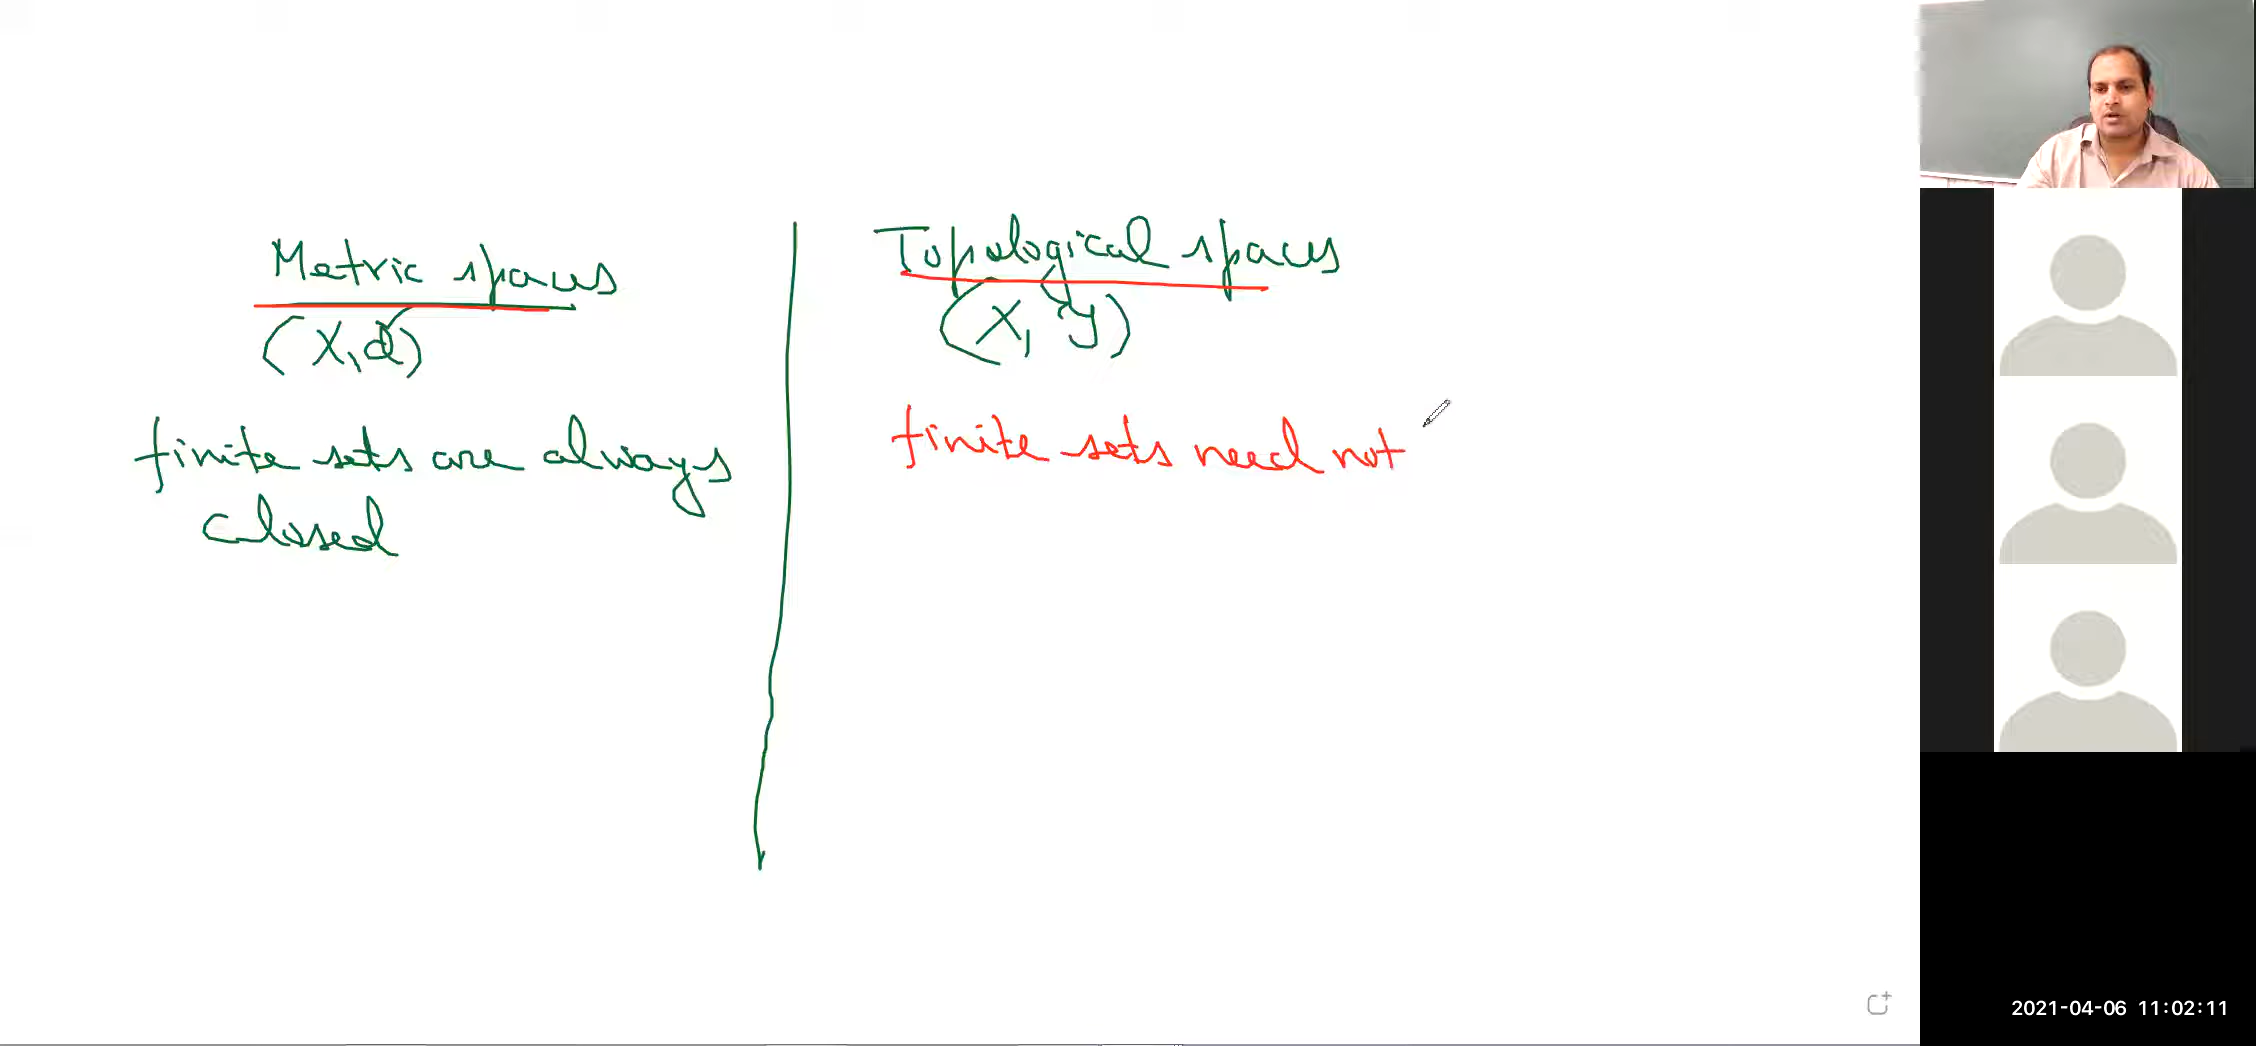 Metric spaces
(X, d)
finite sets are always
closed
Topological spaces
(X, Y)
finite sets need not
2021-04-06 11:02:11